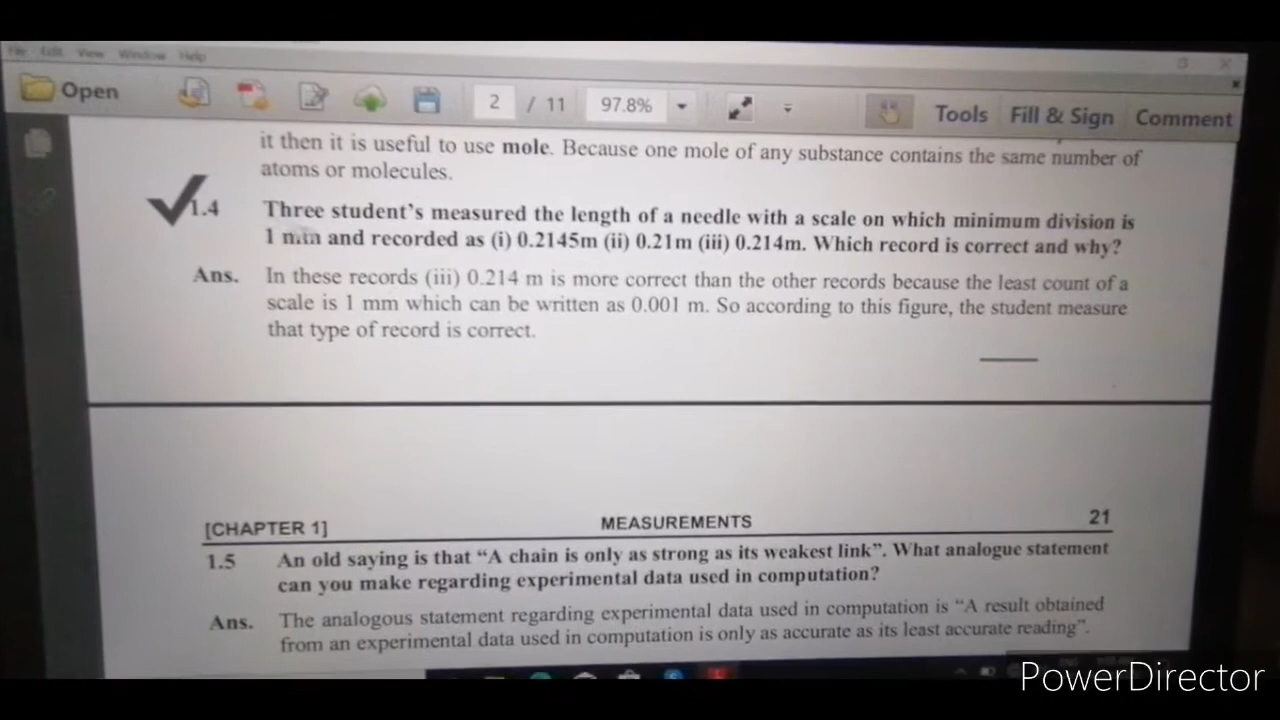 File Edit View Window Help
Open 2 / 11 97.8% Tools Fill & Sign Comment
it then it is useful to use mole. Because one mole of any substance contains the same number of
atoms or molecules.
1.4 Three student's measured the length of a needle with a scale on which minimum division is
1 mm and recorded as (i) 0.2145m (ii) 0.21m (iii) 0.214m. Which record is correct and why?
Ans. In these records (iii) 0.214 m is more correct than the other records because the least count of a
scale is 1 mm which can be written as 0.001 m. So according to this figure, the student measure
that type of record is correct.
[CHAPTER 1] MEASUREMENTS 21
1.5 An old saying is that “A chain is only as strong as its weakest link”. What analogue statement
can you make regarding experimental data used in computation?
Ans. The analogous statement regarding experimental data used in computation is “A result obtained
from an experimental data used in computation is only as accurate as its least accurate reading”.
PowerDirector